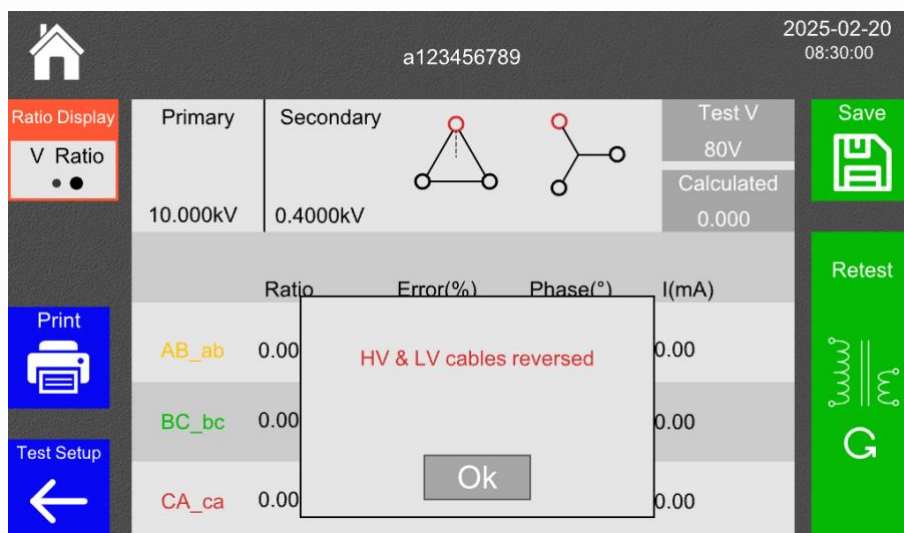 2025-02-20
a123456789
08:30:00
Ratio Display
V Ratio
Primary
Secondary
Test V
80V
Calculated
0.000
10.000kV
0.4000kV
Save
Ratio
Error(%)
Phase(°)
I(mA)
Retest
Print
AB_ab
0.00
0.00
HV & LV cables reversed
BC_bc
0.00
0.00
Test Setup
Ok
CA_ca
0.00
0.00